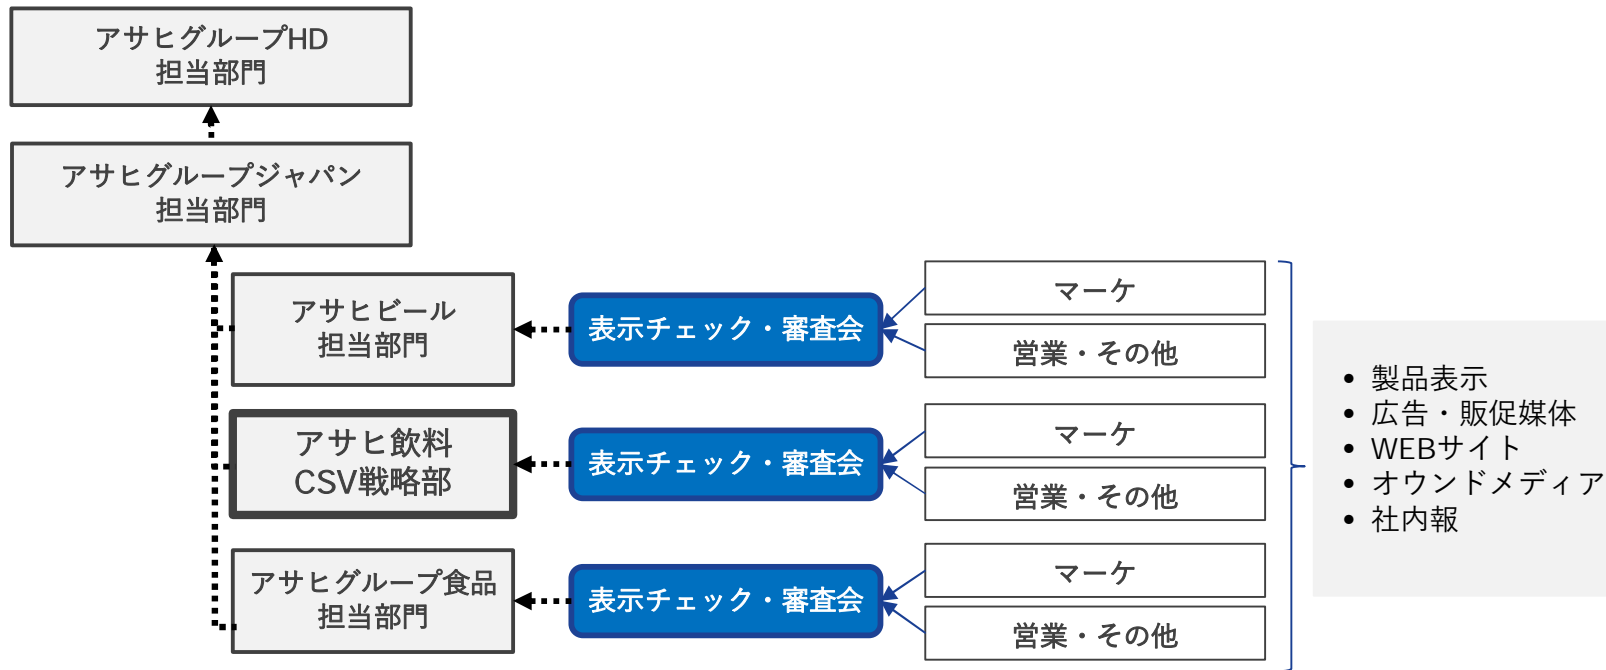 アサヒグループHD
担当部門
アサヒグループジャパン
担当部門
アサヒビール
担当部門
表示チェック・審査会
マーケ
営業・その他
アサヒ飲料
CSV戦略部
表示チェック・審査会
マーケ
営業・その他
アサヒグループ食品
担当部門
表示チェック・審査会
マーケ
営業・その他
• 製品表示
• 広告・販促媒体
• WEBサイト
• オウンドメディア
• 社内報